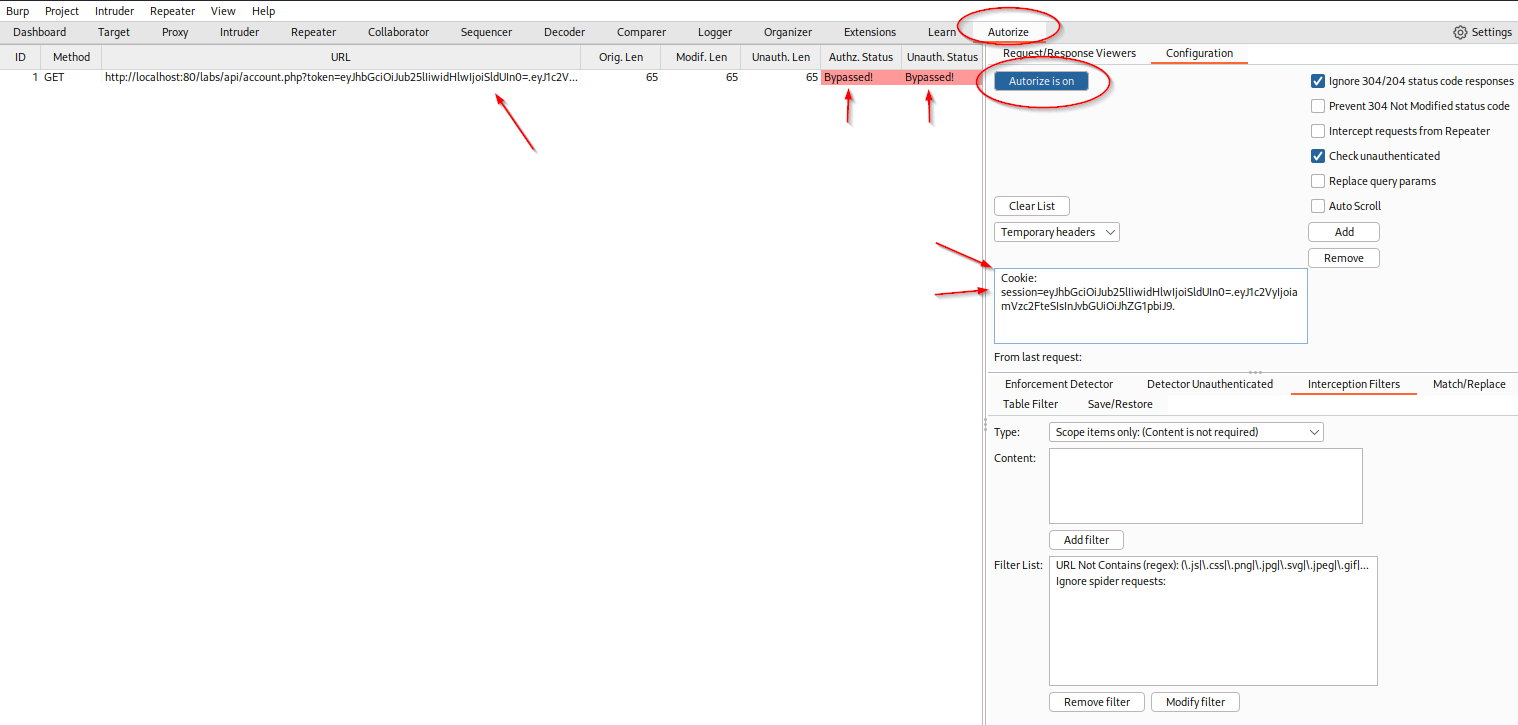 Burp Project Intruder Repeater View Help
Dashboard Target Proxy Intruder Repeater Collaborator Sequencer Decoder Comparer Logger Organizer Extensions Learn Autorize Settings
ID Method URL Orig. Len Modif. Len Unauth. Len Authz. Status Unauth. Status
1 GET http://localhost:80/labs/api/account.php?token=eyJhbGciOiJub25lIiwidHlwIjoiSldUIn0=.eyJ1c2V... 65 65 65 Bypassed! Bypassed!
Request/Response Viewers Configuration
Autorize is on
Ignore 304/204 status code responses
Prevent 304 Not Modified status code
Intercept requests from Repeater
Check unauthenticated
Replace query params
Clear List
Auto Scroll
Temporary headers
Add
Remove
Cookie:
session=eyJhbGciOiJub25lIiwidHlwIjoiSldUIn0=.eyJ1c2VyIjoia
mVzc2FteSIsInJvbGUiOiJhZG1pbiJ9.
From last request:
Enforcement Detector Detector Unauthenticated Interception Filters Match/Replace
Table Filter Save/Restore
Type: Scope items only: (Content is not required)
Content:
Add filter
Filter List:
URL Not Contains (regex): (\.js|\.css|\.png|\.jpg|\.svg|\.jpeg|\.gif|...
Ignore spider requests:
Remove filter Modify filter